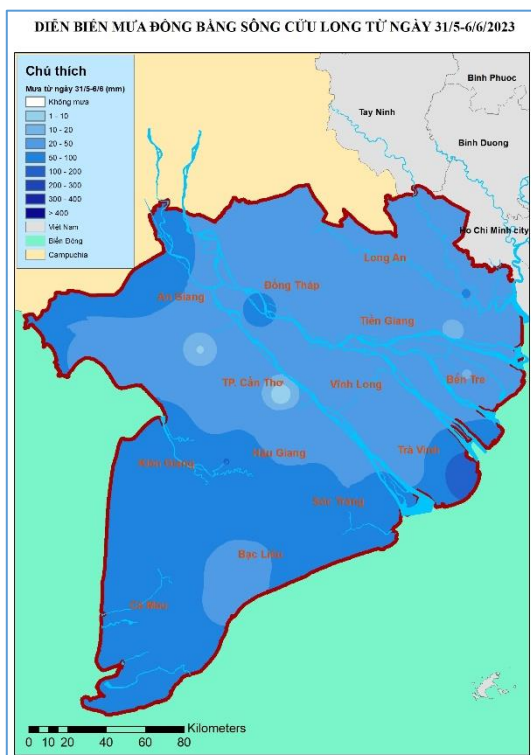 DIỄN BIẾN MƯA ĐỒNG BẰNG SÔNG CỬU LONG TỪ NGÀY 31/5-6/6/2023
Chú thích
Mưa từ ngày 31/5-6/6 (mm)
Không mưa
1 - 10
10 - 20
20 - 50
50 - 100
100 - 200
200 - 300
300 - 400
> 400
Việt Nam
Biển Đông
Campuchia
Binh Phuoc
Tay Ninh
Binh Duong
Ho Chi Minh city
Long An
An Giang
Đồng Tháp
Tiền Giang
TP. Cần Thơ
Vĩnh Long
Bến Tre
Kiên Giang
Hậu Giang
Trà Vinh
Sóc Trăng
Bạc Liêu
Cà Mau
Kilometers
0 10 20 40 60 80